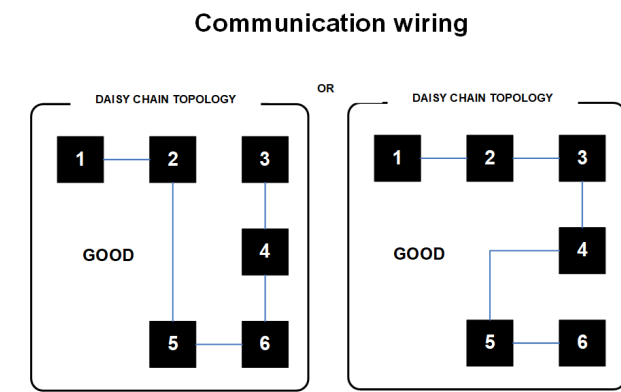 Communication wiring
OR
DAISY CHAIN TOPOLOGY
1 2 3
4
GOOD
5 6
DAISY CHAIN TOPOLOGY
1 2 3
4
GOOD
5 6